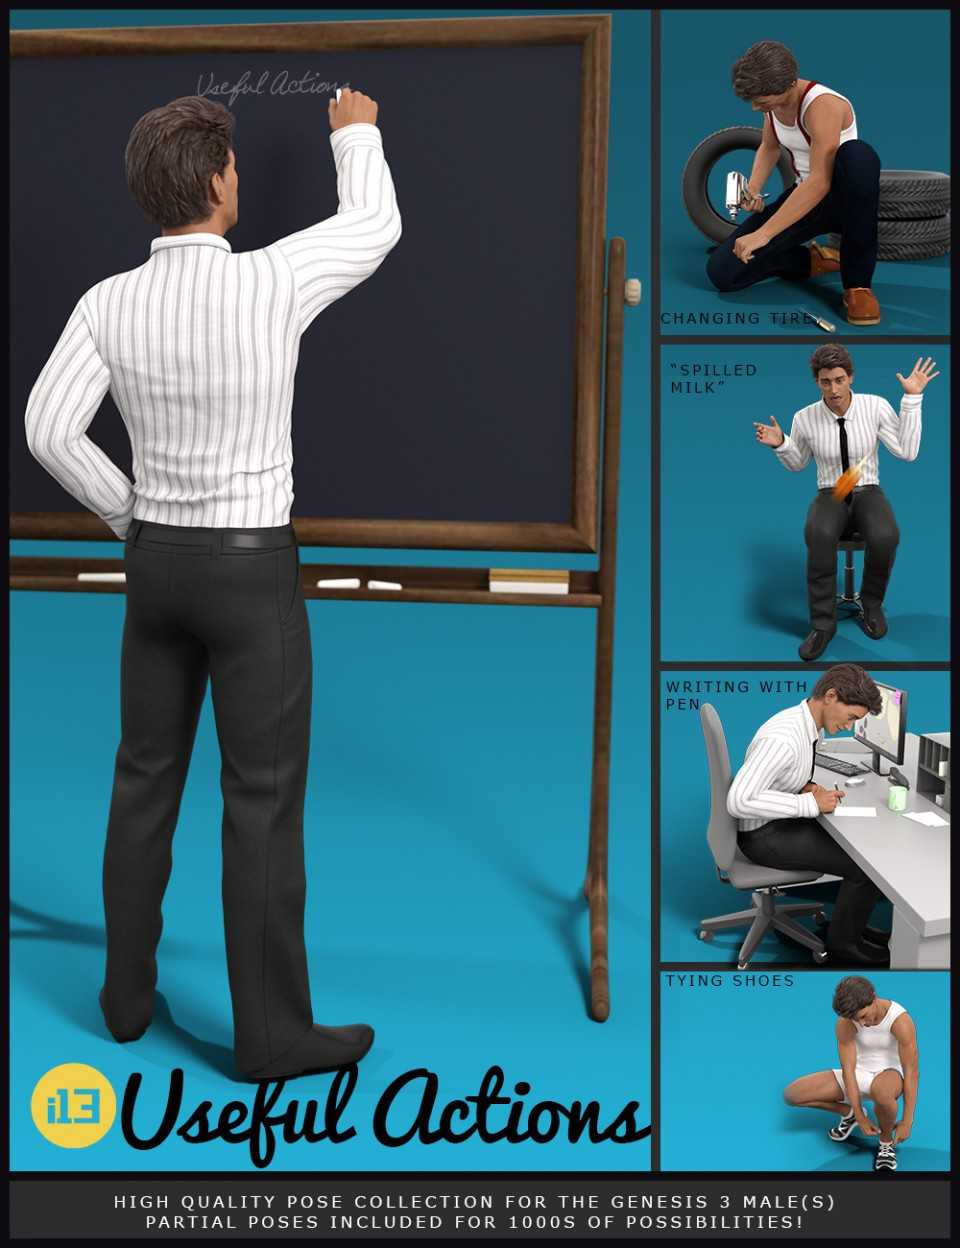 Useful Actions
CHANGING TIRE
"SPILLED
MILK"
WRITING WITH
PEN
TYING SHOES
i13
Useful Actions
HIGH QUALITY POSE COLLECTION FOR THE GENESIS 3 MALE(S)
PARTIAL POSES INCLUDED FOR 1000S OF POSSIBILITIES!